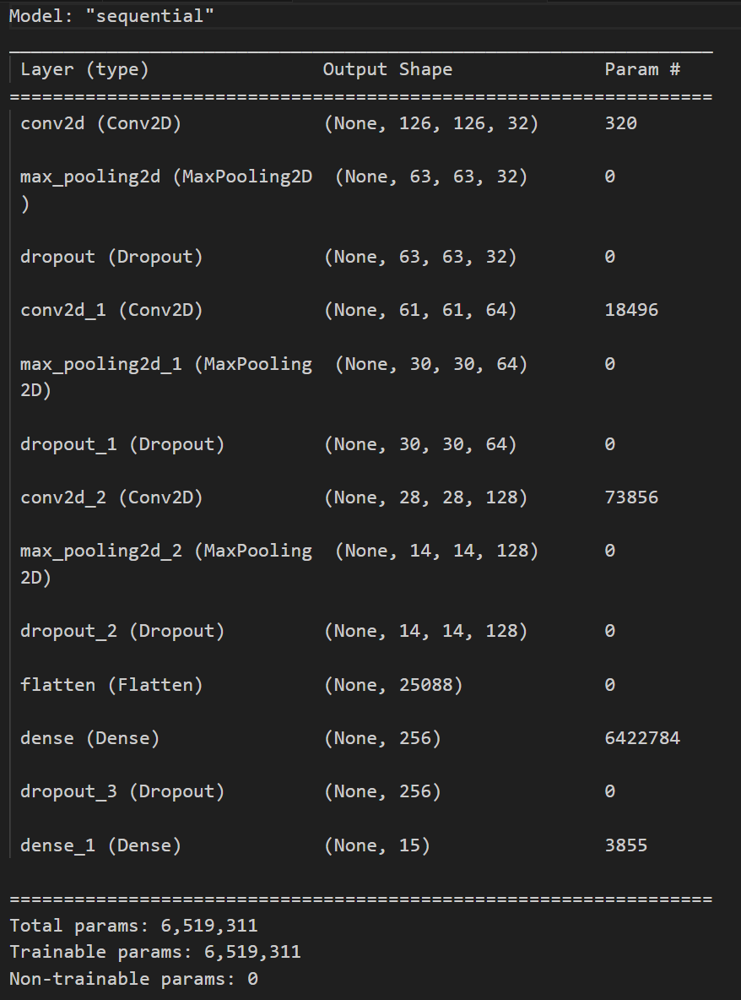 Model: "sequential"
_________________________________________________________________
Layer (type) Output Shape Param #
=================================================================
conv2d (Conv2D) (None, 126, 126, 32) 320
max_pooling2d (MaxPooling2D (None, 63, 63, 32) 0
)
dropout (Dropout) (None, 63, 63, 32) 0
conv2d_1 (Conv2D) (None, 61, 61, 64) 18496
max_pooling2d_1 (MaxPooling (None, 30, 30, 64) 0
2D)
dropout_1 (Dropout) (None, 30, 30, 64) 0
conv2d_2 (Conv2D) (None, 28, 28, 128) 73856
max_pooling2d_2 (MaxPooling (None, 14, 14, 128) 0
2D)
dropout_2 (Dropout) (None, 14, 14, 128) 0
flatten (Flatten) (None, 25088) 0
dense (Dense) (None, 256) 6422784
dropout_3 (Dropout) (None, 256) 0
dense_1 (Dense) (None, 15) 3855
=================================================================
Total params: 6,519,311
Trainable params: 6,519,311
Non-trainable params: 0